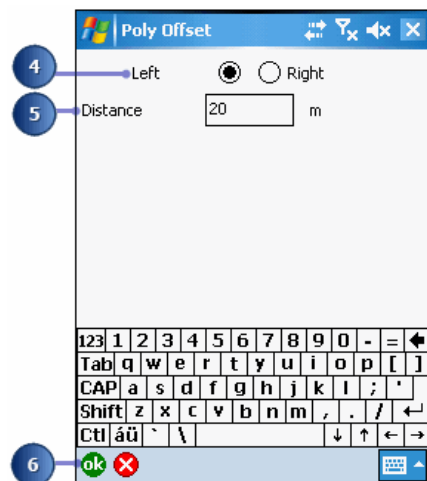 Poly Offset
4
Left Right
5
Distance 20 m
123 1 2 3 4 5 6 7 8 9 0 - =
Tab q w e r t y u i o p [ ]
CAP a s d f g h j k l ; '
Shift z x c v b n m , . /
Ctl áü ` \
6
ok